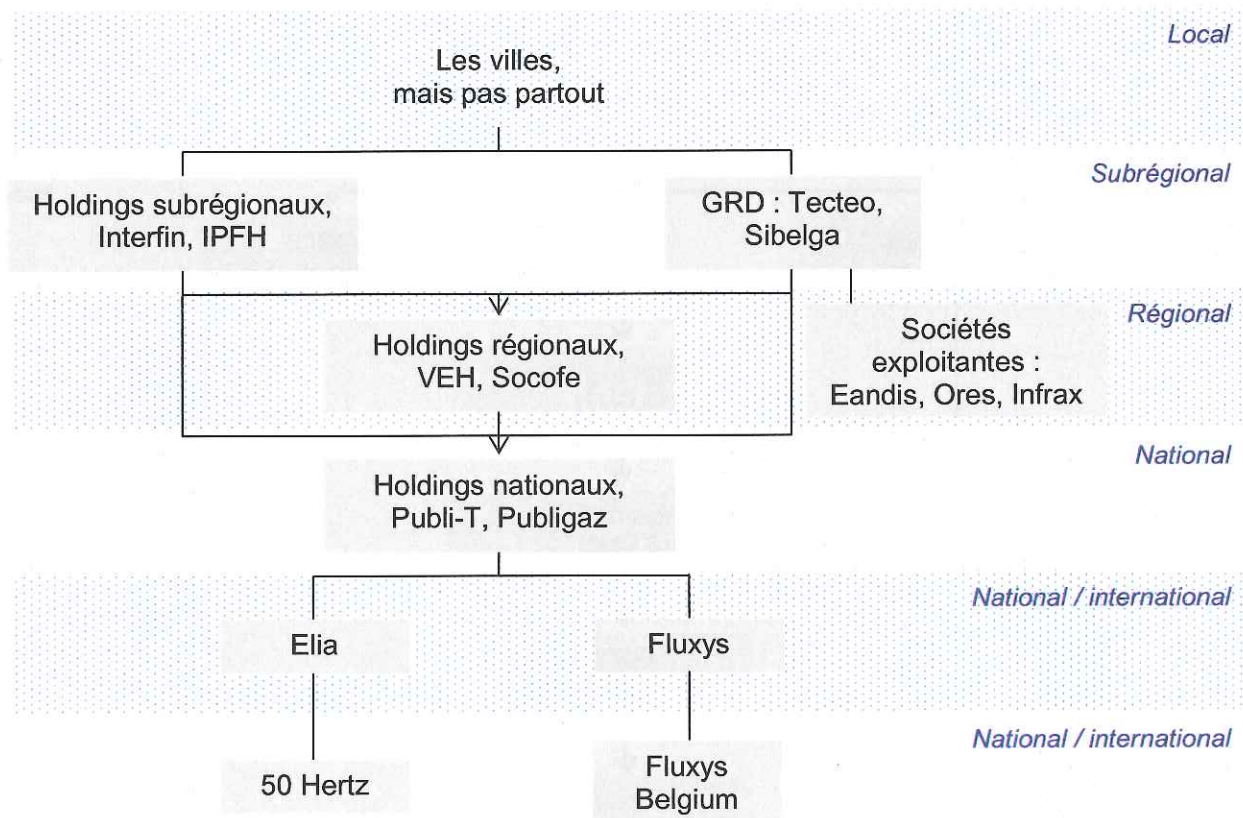 Local
Les villes,
mais pas partout
Subrégional
Holdings subrégionaux,
Interfin, IPFH
GRD : Tecteo,
Sibelga
Régional
Holdings régionaux,
VEH, Socofe
Sociétés
exploitantes :
Eandis, Ores, Infrax
National
Holdings nationaux,
Publi-T, Publigaz
National / international
Elia
Fluxys
National / international
50 Hertz
Fluxys
Belgium